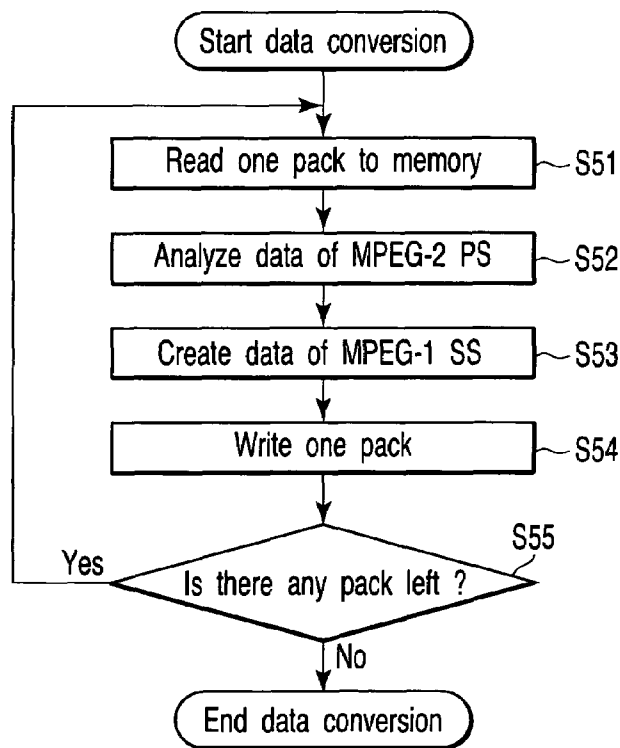 Start data conversion
Read one pack to memory
S51
Analyze data of MPEG-2 PS
S52
Create data of MPEG-1 SS
S53
Write one pack
S54
Yes
Is there any pack left ?
S55
No
End data conversion